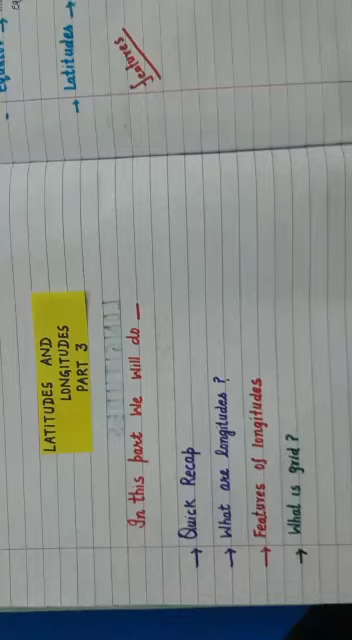 → Latitudes →
features
LATITUDES AND
LONGITUDES
PART 3
In this part we will do –
→ Quick Recap
→ What are longitudes?
→ Features of longitudes
→ What is grid?